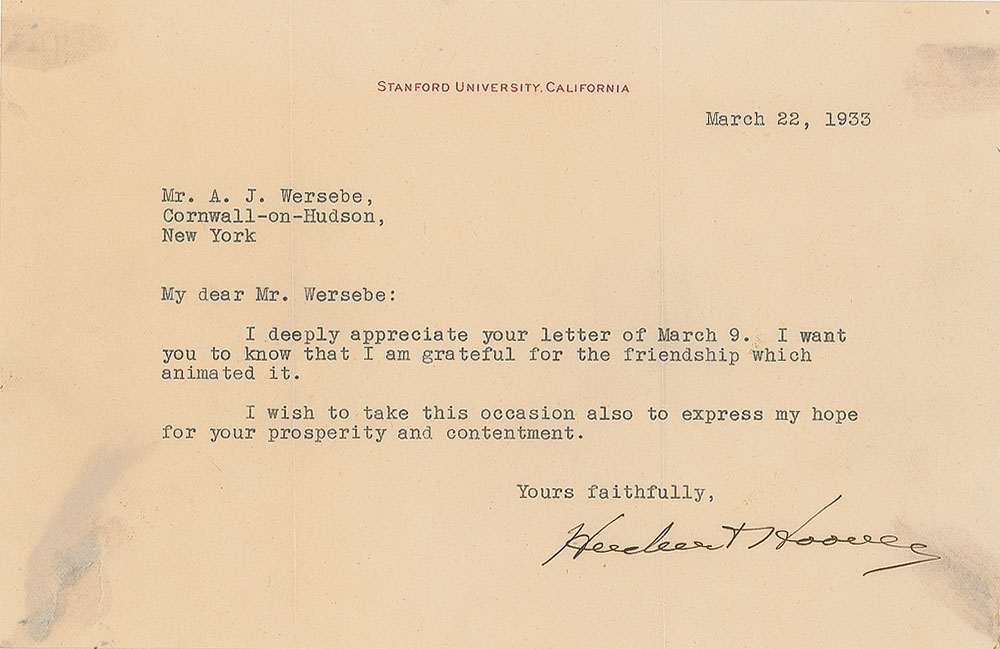 STANFORD UNIVERSITY, CALIFORNIA
March 22, 1933
Mr. A. J. Wersebe,
Cornwall-on-Hudson,
New York
My dear Mr. Wersebe:
I deeply appreciate your letter of March 9. I want
you to know that I am grateful for the friendship which
animated it.
I wish to take this occasion also to express my hope
for your prosperity and contentment.
Yours faithfully,
Herbert Hoover